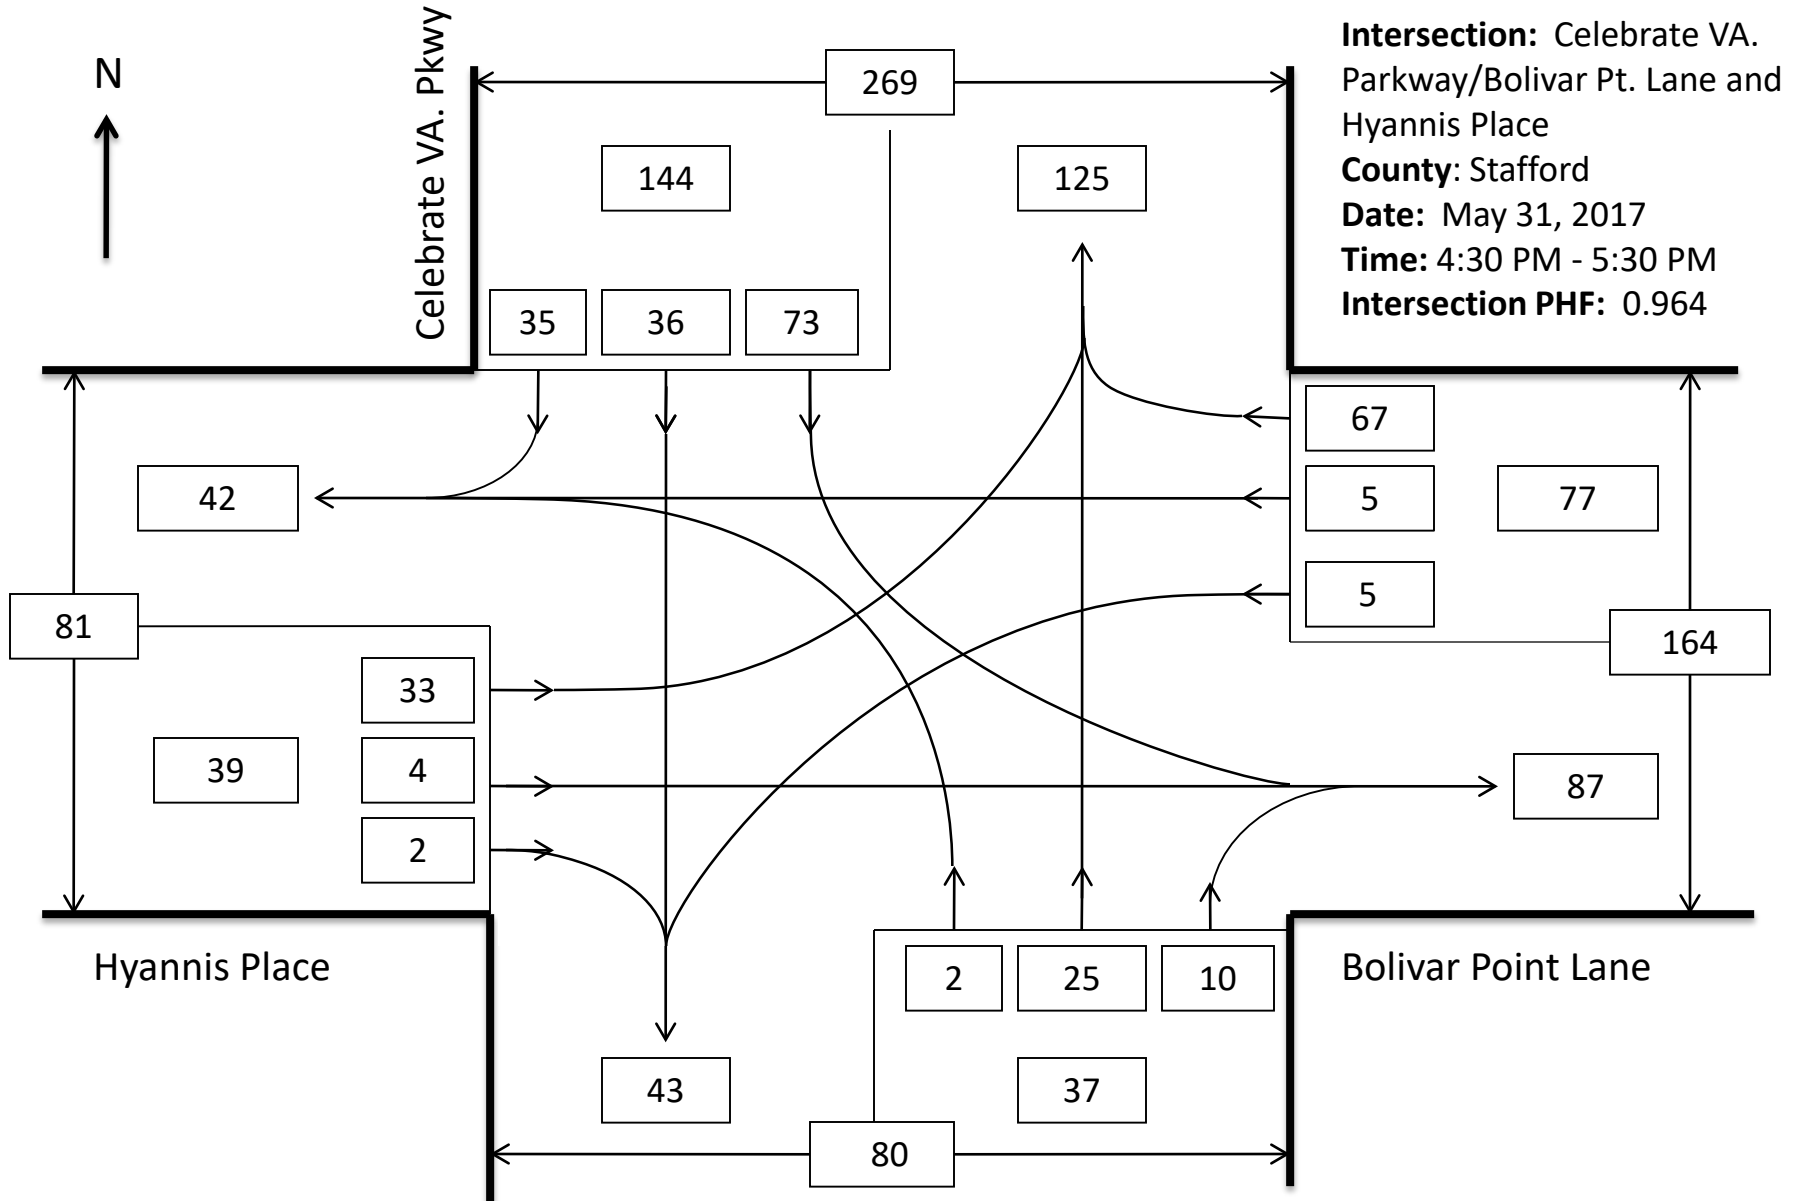 N
Celebrate VA. Pkwy
269
Intersection: Celebrate VA.
Parkway/Bolivar Pt. Lane and
Hyannis Place
County: Stafford
Date: May 31, 2017
Time: 4:30 PM - 5:30 PM
Intersection PHF: 0.964
144
125
35
36
73
67
5
77
5
42
81
164
33
39
4
2
87
Hyannis Place
Bolivar Point Lane
2
25
10
43
37
80